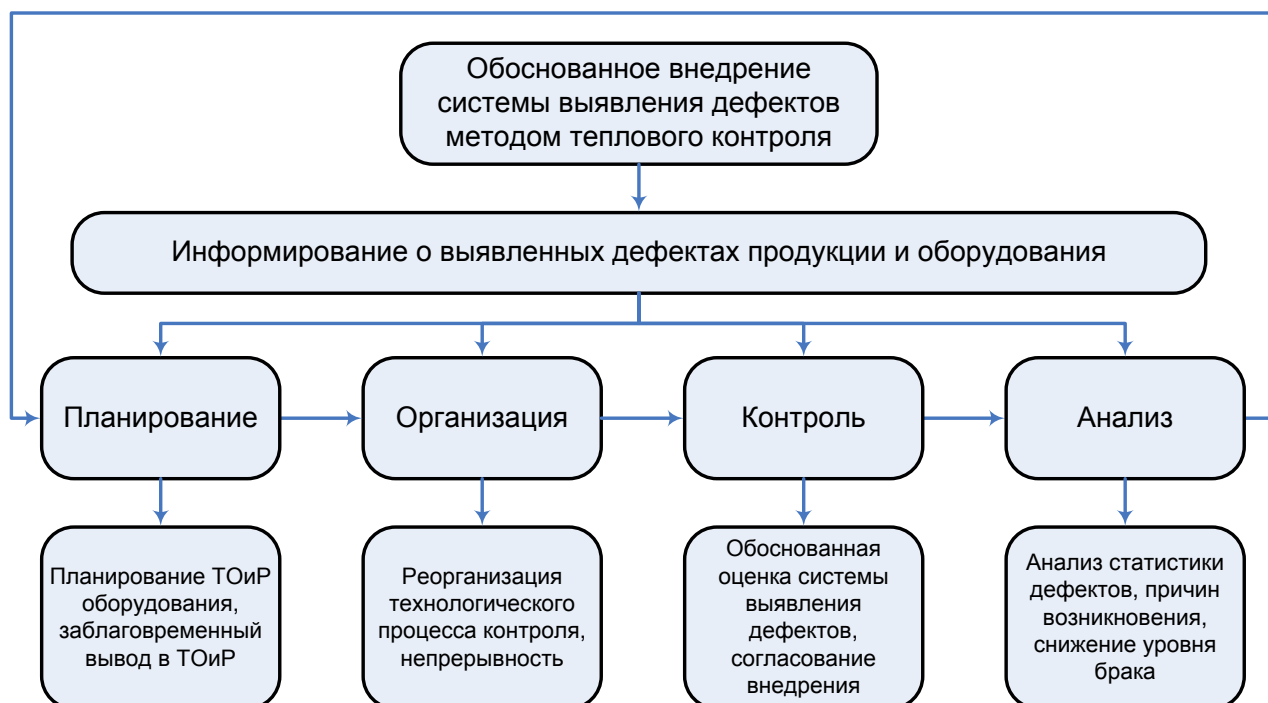 Обоснованное внедрение
системы выявления дефектов
методом теплового контроля
Информирование о выявленных дефектах продукции и оборудования
Планирование
Организация
Контроль
Анализ
Планирование ТОиР
оборудования,
заблаговременный
вывод в ТОиР
Реорганизация
технологического
процесса контроля,
непрерывность
Обоснованная
оценка системы
выявления
дефектов,
согласование
внедрения
Анализ статистики
дефектов, причин
возникновения,
снижение уровня
брака